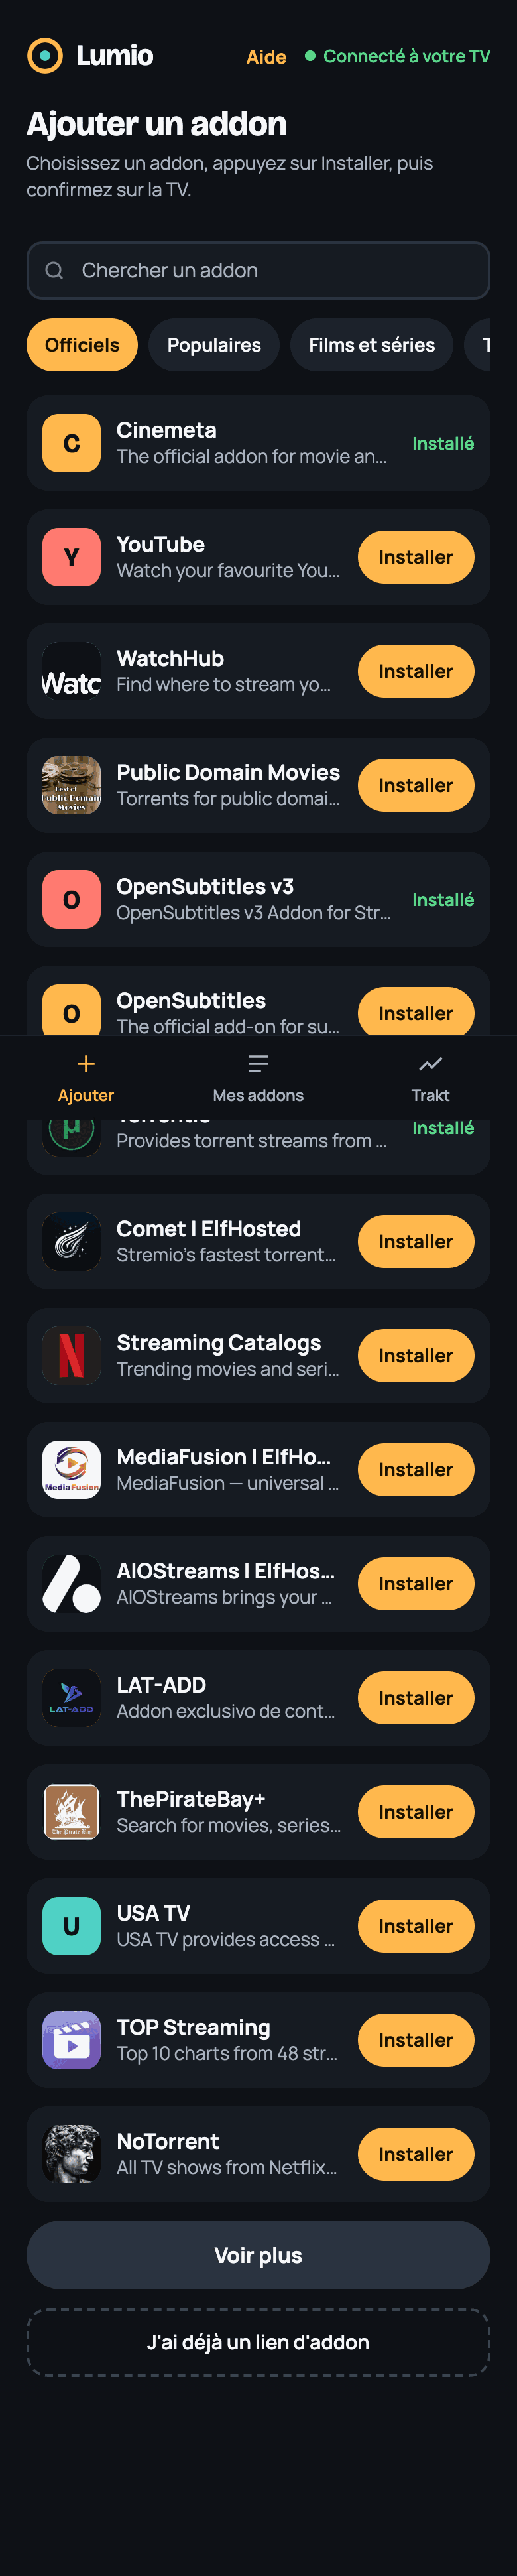 Lumio
Aide
Connecté à votre TV
Ajouter un addon
Choisissez un addon, appuyez sur Installer, puis
confirmez sur la TV.
Chercher un addon
Officiels
Populaires
Films et séries
C
Cinemeta
The official addon for movie an...
Installé
Y
YouTube
Watch your favourite You...
Installer
Watc
WatchHub
Find where to stream yo...
Installer
Best of
ublic Domain
Movies
Public Domain Movies
Torrents for public domai...
Installer
O
OpenSubtitles v3
OpenSubtitles v3 Addon for Str...
Installé
O
OpenSubtitles
The official add-on for su...
Installer
Ajouter
Mes addons
Trakt
µ
Provides torrent streams from ...
Installé
Comet | ElfHosted
Stremio's fastest torrent...
Installer
N
Streaming Catalogs
Trending movies and seri...
Installer
MediaFusion
MediaFusion | ElfHo...
MediaFusion — universal ...
Installer
AIOStreams | ElfHos...
AIOStreams brings your ...
Installer
LAT-ADD
LAT-ADD
Addon exclusivo de cont...
Installer
The Pirate Bay
ThePirateBay+
Search for movies, series...
Installer
U
USA TV
USA TV provides access ...
Installer
TOP Streaming
Top 10 charts from 48 str...
Installer
NoTorrent
All TV shows from Netflix...
Installer
Voir plus
J'ai déjà un lien d'addon